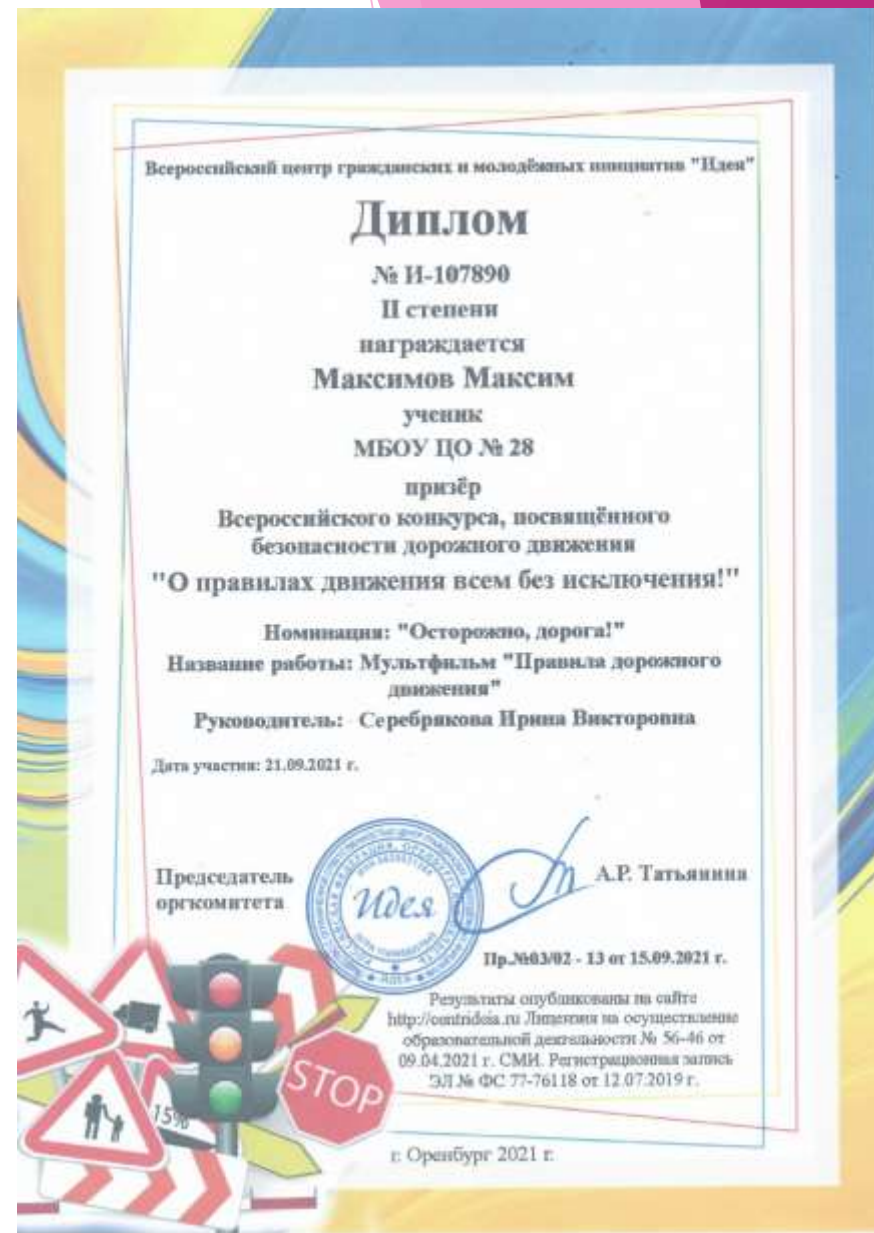 Всероссийский центр гражданских и молодёжных инициатив "Идея"
Диплом
№ И-107890
II степени
награждается
Максимов Максим
ученик
МБОУ ЦО № 28
призёр
Всероссийского конкурса, посвящённого
безопасности дорожного движения
"О правилах движения всем без исключения!"
Номинация: "Осторожно, дорога!"
Название работы: Мультфильм "Правила дорожного
движения"
Руководитель: Серебрякова Ирина Викторовна
Дата участия: 21.09.2021 г.
Председатель
оргкомитета
Идея
А.Р. Татьянина
Пр.№03/02 - 13 от 15.09.2021 г.
Результаты опубликованы на сайте
http://centrideia.ru Лицензия на осуществление
образовательной деятельности № 56-46 от
09.04.2021 г. СМИ. Регистрационная запись
ЭЛ № ФС 77-76118 от 12.07.2019 г.
STOP
15%
г. Оренбург 2021 г.